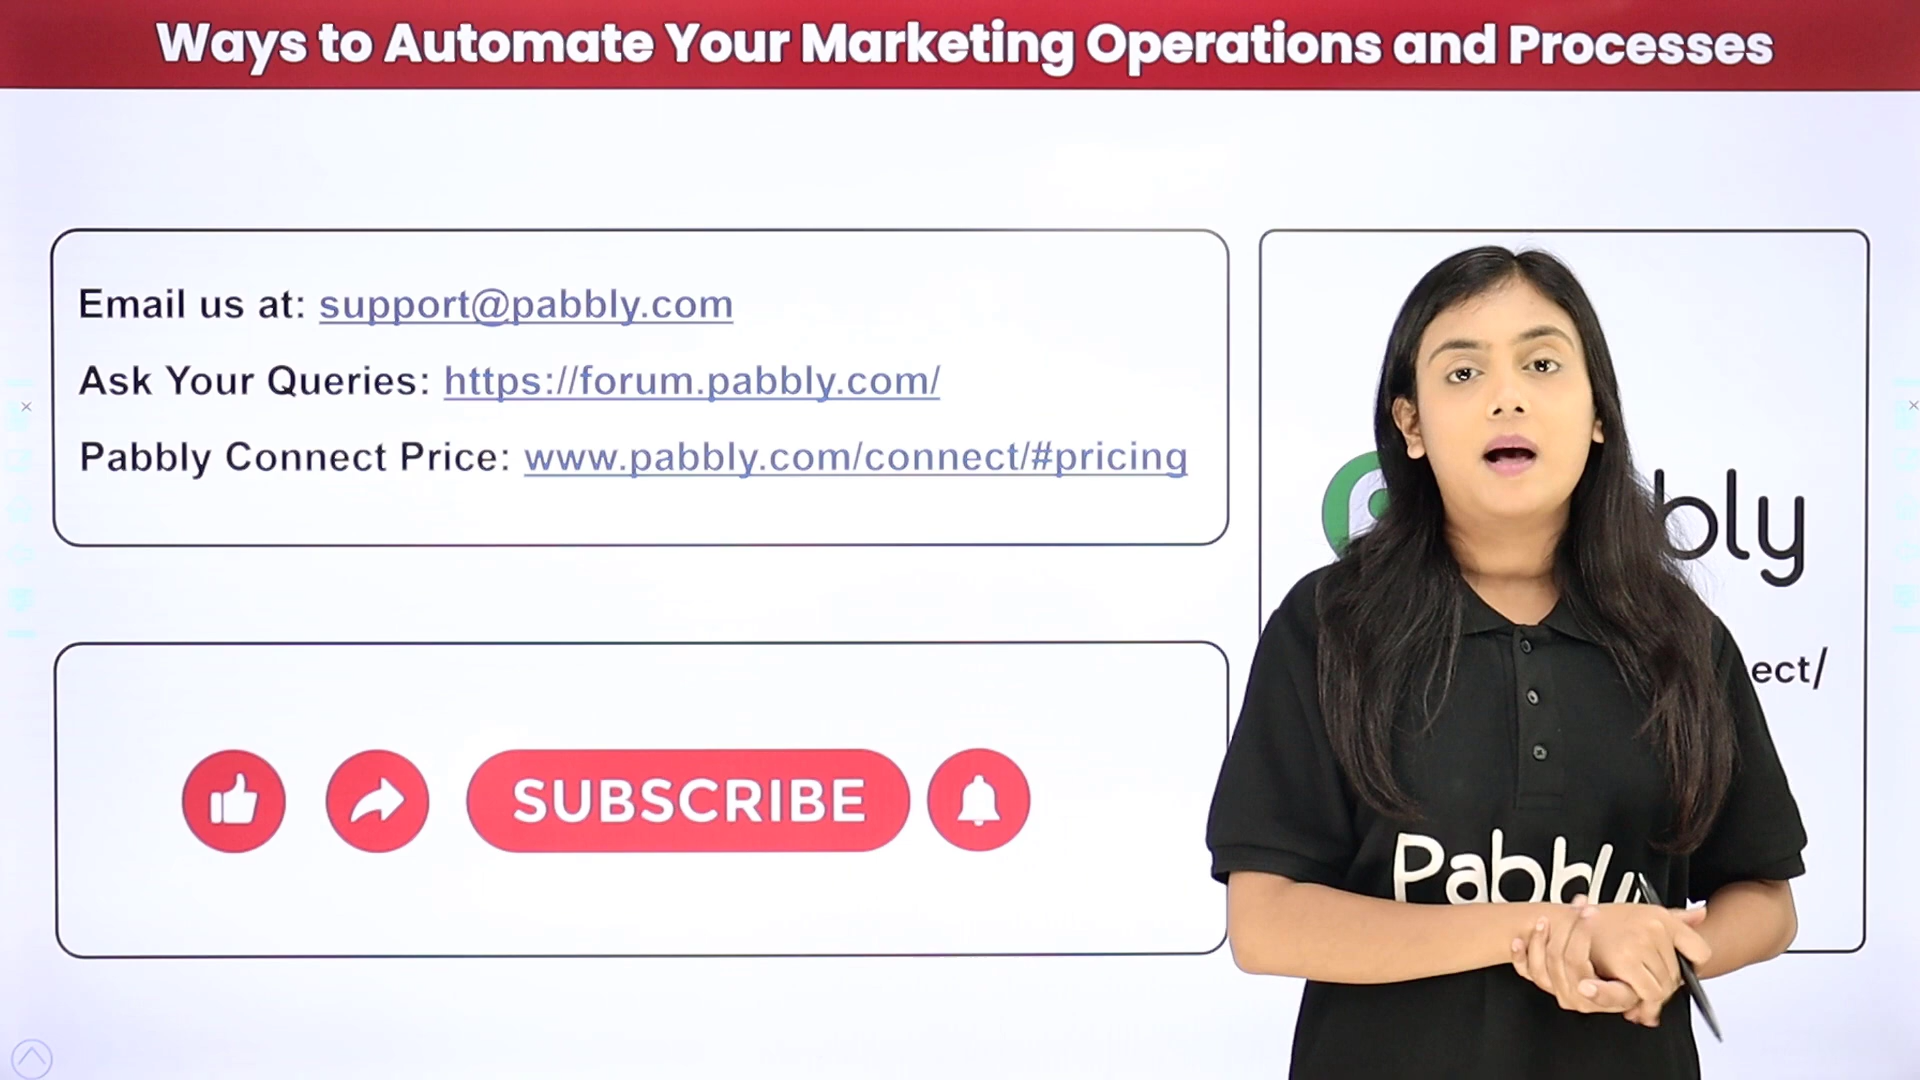 Ways to Automate Your Marketing Operations and Processes
Email us at: support@pabbly.com
Ask Your Queries: https://forum.pabbly.com/
Pabbly Connect Price: www.pabbly.com/connect/#pricing
bly
ect/
SUBSCRIBE
Pabbly